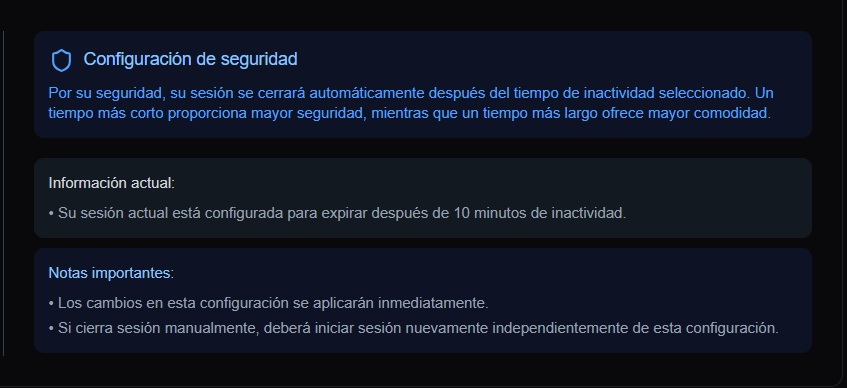 Configuración de seguridad
Por su seguridad, su sesión se cerrará automáticamente después del tiempo de inactividad seleccionado. Un
tiempo más corto proporciona mayor seguridad, mientras que un tiempo más largo ofrece mayor comodidad.
Información actual:
• Su sesión actual está configurada para expirar después de 10 minutos de inactividad.
Notas importantes:
• Los cambios en esta configuración se aplicarán inmediatamente.
• Si cierra sesión manualmente, deberá iniciar sesión nuevamente independientemente de esta configuración.